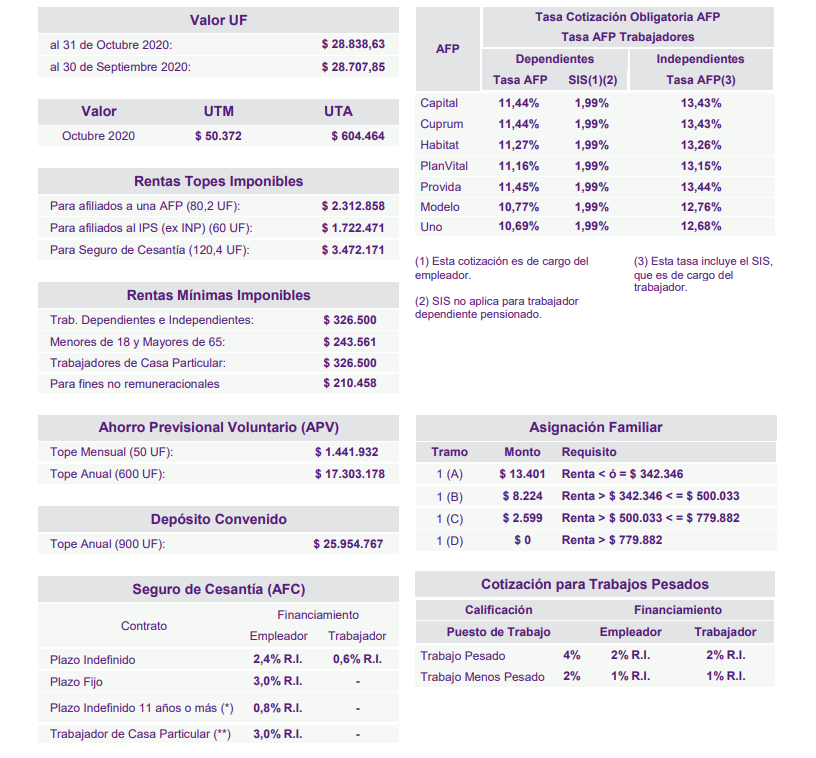 Valor UF
al 31 de Octubre 2020: $ 28.838,63
al 30 de Septiembre 2020: $ 28.707,85
Valor UTM UTA
Octubre 2020 $ 50.372 $ 604.464
Rentas Topes Imponibles
Para afiliados a una AFP (80,2 UF): $ 2.312.858
Para afiliados al IPS (ex INP) (60 UF): $ 1.722.471
Para Seguro de Cesantía (120,4 UF): $ 3.472.171
Rentas Mínimas Imponibles
Trab. Dependientes e Independientes: $ 326.500
Menores de 18 y Mayores de 65: $ 243.561
Trabajadores de Casa Particular: $ 326.500
Para fines no remuneracionales $ 210.458
Ahorro Previsional Voluntario (APV)
Tope Mensual (50 UF): $ 1.441.932
Tope Anual (600 UF): $ 17.303.178
Depósito Convenido
Tope Anual (900 UF): $ 25.954.767
Seguro de Cesantía (AFC)
Contrato Financiamiento
Empleador Trabajador
Plazo Indefinido 2,4% R.I. 0,6% R.I.
Plazo Fijo 3,0% R.I. -
Plazo Indefinido 11 años o más (*) 0,8% R.I. -
Trabajador de Casa Particular (**) 3,0% R.I. -
AFP Tasa Cotización Obligatoria AFP
Tasa AFP Trabajadores
Dependientes Independientes
Tasa AFP SIS(1)(2) Tasa AFP(3)
Capital 11,44% 1,99% 13,43%
Cuprum 11,44% 1,99% 13,43%
Habitat 11,27% 1,99% 13,26%
PlanVital 11,16% 1,99% 13,15%
Provida 11,45% 1,99% 13,44%
Modelo 10,77% 1,99% 12,76%
Uno 10,69% 1,99% 12,68%
(1) Esta cotización es de cargo del
empleador.
(2) SIS no aplica para trabajador
dependiente pensionado.
(3) Esta tasa incluye el SIS,
que es de cargo del
trabajador.
Asignación Familiar
Tramo Monto Requisito
1 (A) $ 13.401 Renta < ó = $ 342.346
1 (B) $ 8.224 Renta > $ 342.346 < = $ 500.033
1 (C) $ 2.599 Renta > $ 500.033 < = $ 779.882
1 (D) $ 0 Renta > $ 779.882
Cotización para Trabajos Pesados
Calificación Financiamiento
Puesto de Trabajo Empleador Trabajador
Trabajo Pesado 4% 2% R.I. 2% R.I.
Trabajo Menos Pesado 2% 1% R.I. 1% R.I.